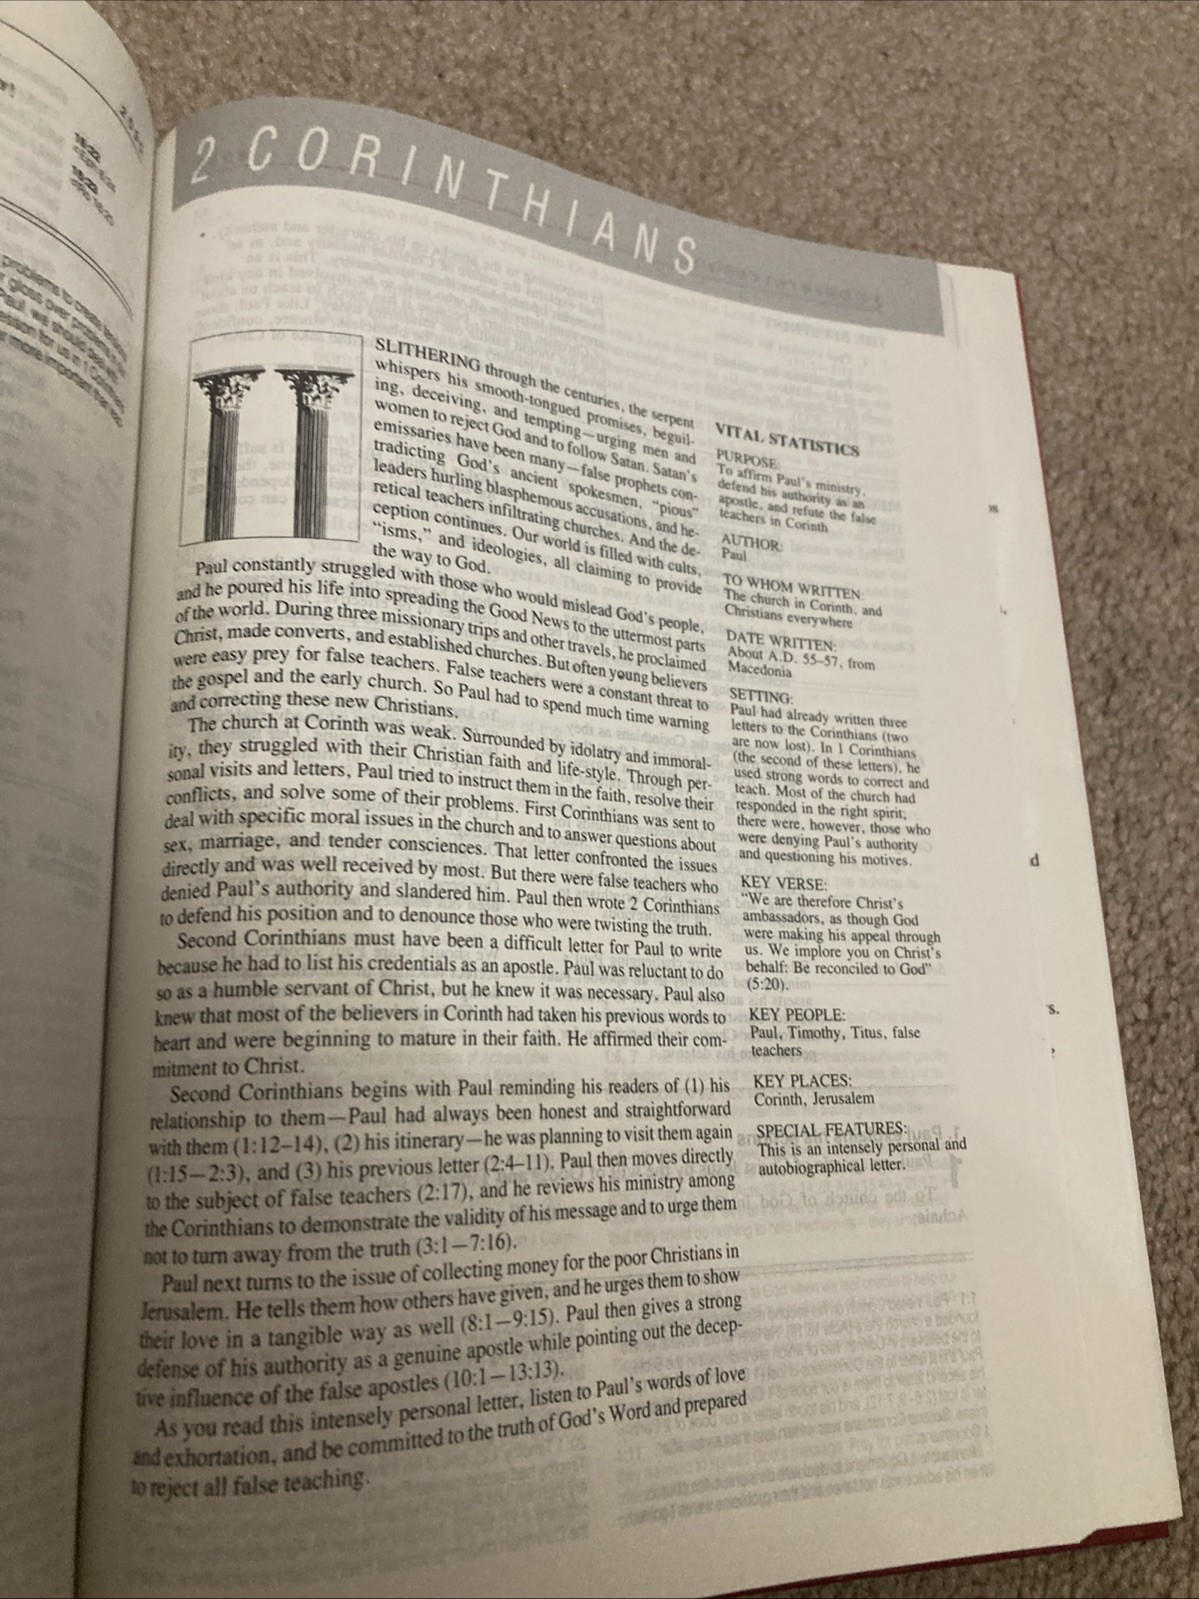 2 CORINTHIANS
SLITHERING through the centuries, the serpent
whispers his smooth-tongued promises, beguil-
ing, deceiving, and tempting—urging men and
women to reject God and to follow Satan. Satan's
emissaries have been many—false prophets con-
tradicting God's ancient spokesmen, "pious"
leaders hurling blasphemous accusations, and he-
retical teachers infiltrating churches. And the de-
ception continues. Our world is filled with cults,
"isms," and ideologies, all claiming to provide
the way to God.
Paul constantly struggled with those who would mislead God's people,
and he poured his life into spreading the Good News to the uttermost parts
of the world. During three missionary trips and other travels, he proclaimed
Christ, made converts, and established churches. But often young believers
were easy prey for false teachers. False teachers were a constant threat to
the gospel and the early church. So Paul had to spend much time warning
and correcting these new Christians.
The church at Corinth was weak. Surrounded by idolatry and immoral-
ity, they struggled with their Christian faith and life-style. Through per-
sonal visits and letters, Paul tried to instruct them in the faith, resolve their
conflicts, and solve some of their problems. First Corinthians was sent to
deal with specific moral issues in the church and to answer questions about
sex, marriage, and tender consciences. That letter confronted the issues
directly and was well received by most. But there were false teachers who
denied Paul's authority and slandered him. Paul then wrote 2 Corinthians
to defend his position and to denounce those who were twisting the truth.
Second Corinthians must have been a difficult letter for Paul to write
because he had to list his credentials as an apostle. Paul was reluctant to do
so as a humble servant of Christ, but he knew it was necessary. Paul also
knew that most of the believers in Corinth had taken his previous words to
heart and were beginning to mature in their faith. He affirmed their com-
mitment to Christ.
Second Corinthians begins with Paul reminding his readers of (1) his
relationship to them—Paul had always been honest and straightforward
with them (1:12–14), (2) his itinerary—he was planning to visit them again
(1:15—2:3), and (3) his previous letter (2:4–11). Paul then moves directly
to the subject of false teachers (2:17), and he reviews his ministry among
the Corinthians to demonstrate the validity of his message and to urge them
not to turn away from the truth (3:1—7:16).
Paul next turns to the issue of collecting money for the poor Christians in
Jerusalem. He tells them how others have given, and he urges them to show
their love in a tangible way as well (8:1—9:15). Paul then gives a strong
defense of his authority as a genuine apostle while pointing out the decep-
tive influence of the false apostles (10:1—13:13).
As you read this intensely personal letter, listen to Paul's words of love
and exhortation, and be committed to the truth of God's Word and prepared
to reject all false teaching.
VITAL STATISTICS
PURPOSE:
To affirm Paul's ministry,
defend his authority as an
apostle, and refute the false
teachers in Corinth
AUTHOR:
Paul
TO WHOM WRITTEN:
The church in Corinth, and
Christians everywhere
DATE WRITTEN:
About A.D. 55–57, from
Macedonia
SETTING:
Paul had already written three
letters to the Corinthians (two
are now lost). In 1 Corinthians
(the second of these letters), he
used strong words to correct and
teach. Most of the church had
responded in the right spirit;
there were, however, those who
were denying Paul's authority
and questioning his motives.
KEY VERSE:
"We are therefore Christ's
ambassadors, as though God
were making his appeal through
us. We implore you on Christ's
behalf: Be reconciled to God"
(5:20).
KEY PEOPLE:
Paul, Timothy, Titus, false
teachers
KEY PLACES:
Corinth, Jerusalem
SPECIAL FEATURES:
This is an intensely personal and
autobiographical letter.